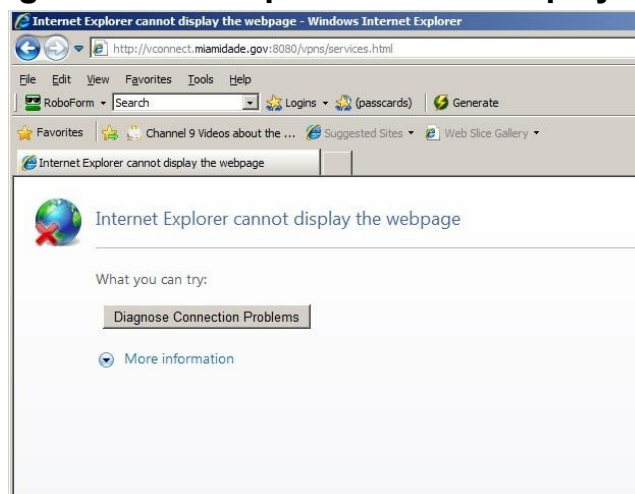 Internet Explorer cannot display the webpage - Windows Internet Explorer
http://vconnect.miamidade.gov:8080/vpns/services.html
File Edit View Favorites Tools Help
RoboForm Search Logins (passcards) Generate
Favorites Channel 9 Videos about the ... Suggested Sites Web Slice Gallery
Internet Explorer cannot display the webpage
Internet Explorer cannot display the webpage
What you can try:
Diagnose Connection Problems
More information